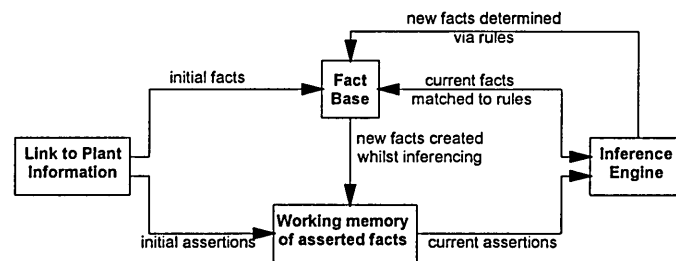 new facts determined
via rules
initial facts
Fact
Base
current facts
matched to rules
Link to Plant
Information
new facts created
whilst inferencing
Inference
Engine
Working memory
of asserted facts
initial assertions
current assertions